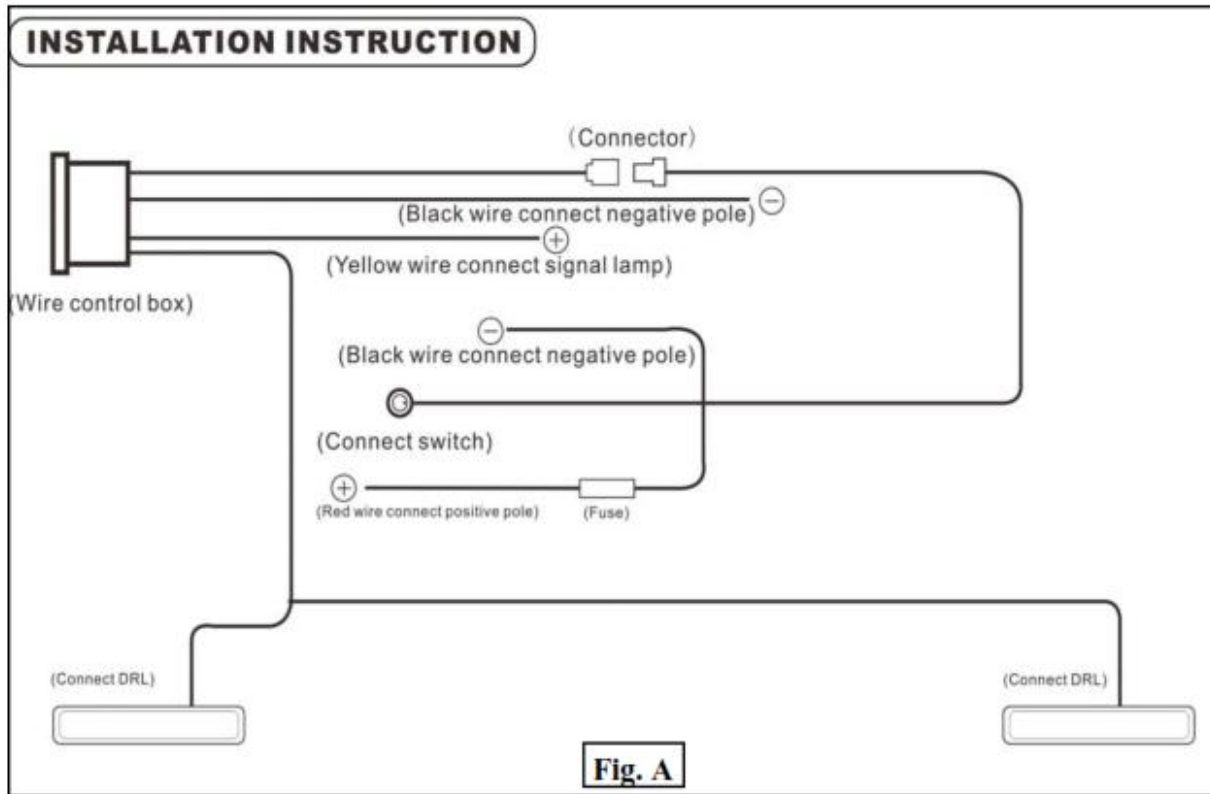 INSTALLATION INSTRUCTION
(Connector)
(Black wire connect negative pole)
(Yellow wire connect signal lamp)
(Wire control box)
(Black wire connect negative pole)
(Connect switch)
(Red wire connect positive pole)
(Fuse)
(Connect DRL)
(Connect DRL)
Fig. A